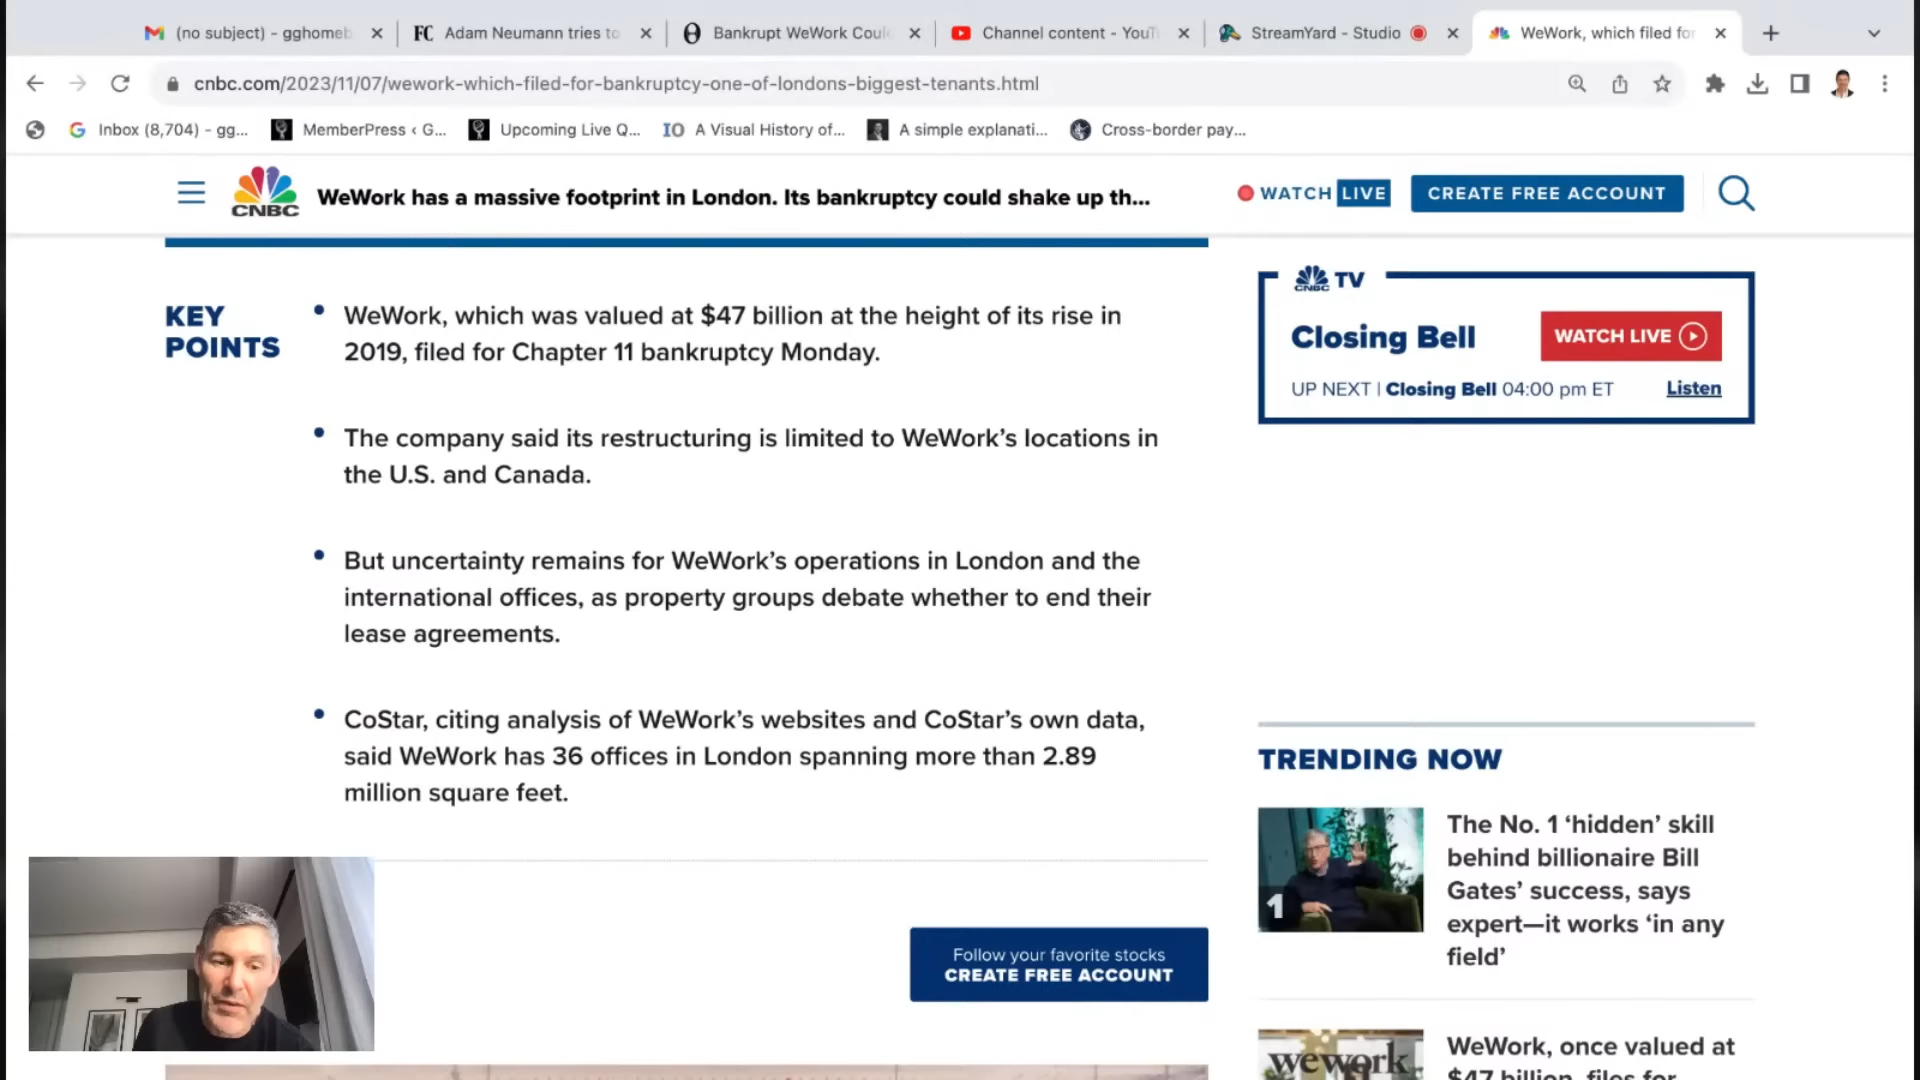 (no subject) - gghomeb
FC Adam Neumann tries to
Bankrupt WeWork Coul
Channel content - YouT
StreamYard - Studio
WeWork, which filed for
cnbc.com/2023/11/07/wework-which-filed-for-bankruptcy-one-of-londons-biggest-tenants.html
Inbox (8,704) - gg...
MemberPress ‹ G...
Upcoming Live Q...
IO A Visual History of...
A simple explanati...
Cross-border pay...
CNBC
WeWork has a massive footprint in London. Its bankruptcy could shake up th...
WATCH LIVE
CREATE FREE ACCOUNT
KEY
POINTS
• WeWork, which was valued at $47 billion at the height of its rise in
2019, filed for Chapter 11 bankruptcy Monday.
• The company said its restructuring is limited to WeWork’s locations in
the U.S. and Canada.
• But uncertainty remains for WeWork’s operations in London and the
international offices, as property groups debate whether to end their
lease agreements.
• CoStar, citing analysis of WeWork’s websites and CoStar’s own data,
said WeWork has 36 offices in London spanning more than 2.89
million square feet.
Follow your favorite stocks
CREATE FREE ACCOUNT
CNBC TV
Closing Bell
WATCH LIVE
UP NEXT | Closing Bell 04:00 pm ET
Listen
TRENDING NOW
1
The No. 1 ‘hidden’ skill
behind billionaire Bill
Gates’ success, says
expert—it works ‘in any
field’
wework
WeWork, once valued at
$47 billion, files for